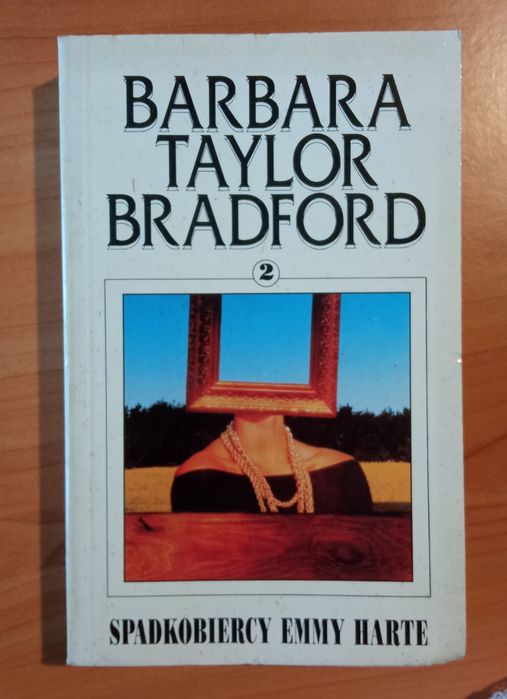 BARBARA
TAYLOR
BRADFORD
2
SPADKOBIERCY EMMY HARTE